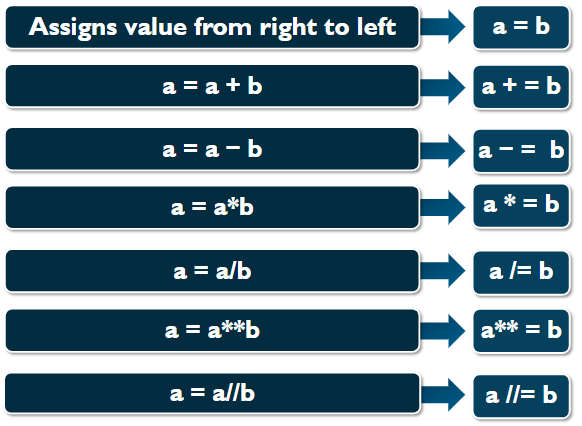 Assigns value from right to left
a = b
a = a + b
a + = b
a = a – b
a – = b
a = a*b
a * = b
a = a/b
a /= b
a = a**b
a** = b
a = a//b
a //= b